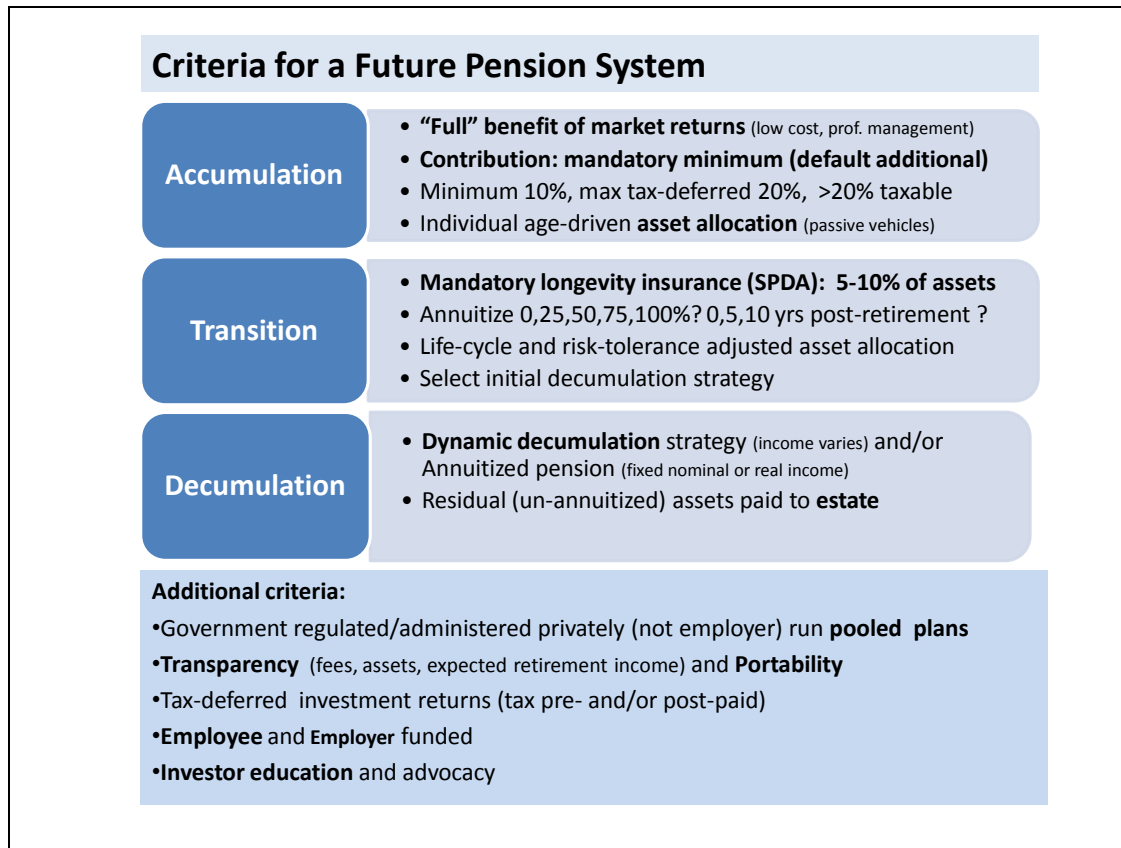 Criteria for a Future Pension System
Accumulation
• “Full” benefit of market returns (low cost, prof. management)
• Contribution: mandatory minimum (default additional)
• Minimum 10%, max tax-deferred 20%, >20% taxable
• Individual age-driven asset allocation (passive vehicles)
Transition
• Mandatory longevity insurance (SPDA): 5-10% of assets
• Annuitize 0,25,50,75,100%? 0,5,10 yrs post-retirement ?
• Life-cycle and risk-tolerance adjusted asset allocation
• Select initial decumulation strategy
Decumulation
• Dynamic decumulation strategy (income varies) and/or
Annuitized pension (fixed nominal or real income)
• Residual (un-annuitized) assets paid to estate
Additional criteria:
•Government regulated/administered privately (not employer) run pooled plans
•Transparency (fees, assets, expected retirement income) and Portability
•Tax-deferred investment returns (tax pre- and/or post-paid)
•Employee and Employer funded
•Investor education and advocacy